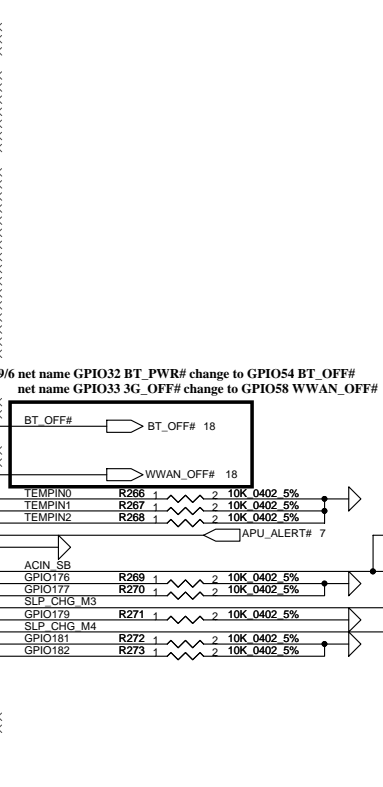 9/6 net name GPIO32 BT_PWR# change to GPIO54 BT_OFF#
net name GPIO33 3G_OFF# change to GPIO58 WWAN_OFF#
BT_OFF# BT_OFF# 18
WWAN_OFF# 18
TEMPIN0 R266 1 2 10K_0402_5%
TEMPIN1 R267 1 2 10K_0402_5%
TEMPIN2 R268 1 2 10K_0402_5%
APU_ALERT# 7
ACIN_SB
GPIO176 R269 1 2 10K_0402_5%
GPIO177 R270 1 2 10K_0402_5%
SLP_CHG_M3
GPIO179 R271 1 2 10K_0402_5%
SLP_CHG_M4
GPIO181 R272 1 2 10K_0402_5%
GPIO182 R273 1 2 10K_0402_5%